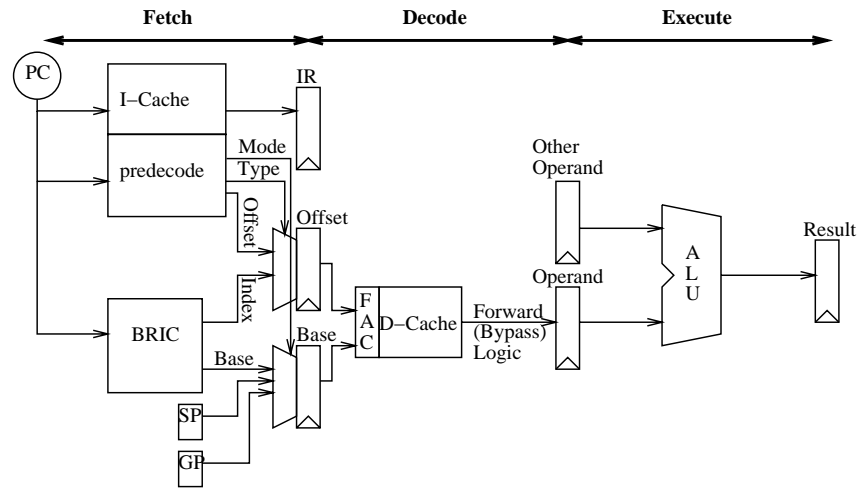 Fetch
Decode
Execute
PC
IR
I-Cache
Mode
Type
predecode
Other
Operand
Offset
Offset
Result
A
L
U
Index
Operand
F
A
C
D-Cache
Forward
(Bypass)
Logic
BRIC
Base
Base
SP
GP